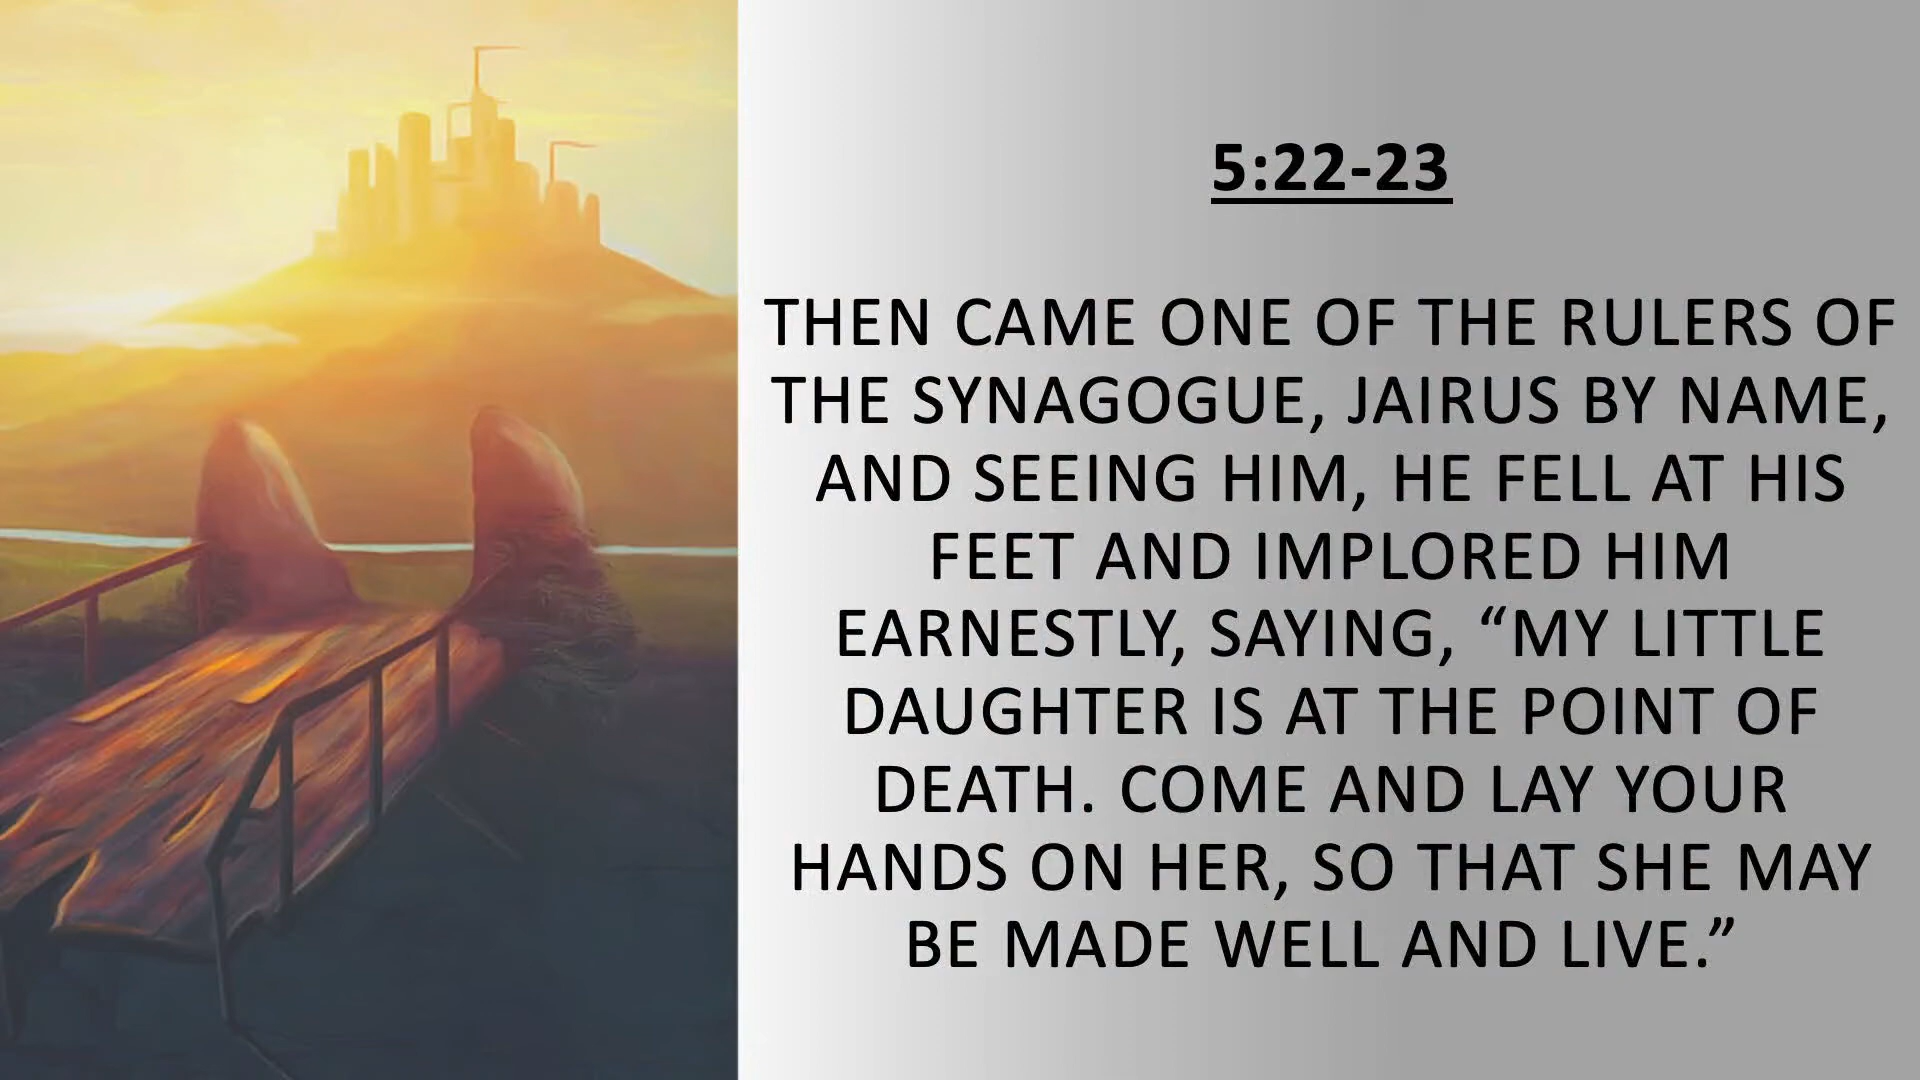 5:22-23
THEN CAME ONE OF THE RULERS OF
THE SYNAGOGUE, JAIRUS BY NAME,
AND SEEING HIM, HE FELL AT HIS
FEET AND IMPLORED HIM
EARNESTLY, SAYING, “MY LITTLE
DAUGHTER IS AT THE POINT OF
DEATH. COME AND LAY YOUR
HANDS ON HER, SO THAT SHE MAY
BE MADE WELL AND LIVE.”